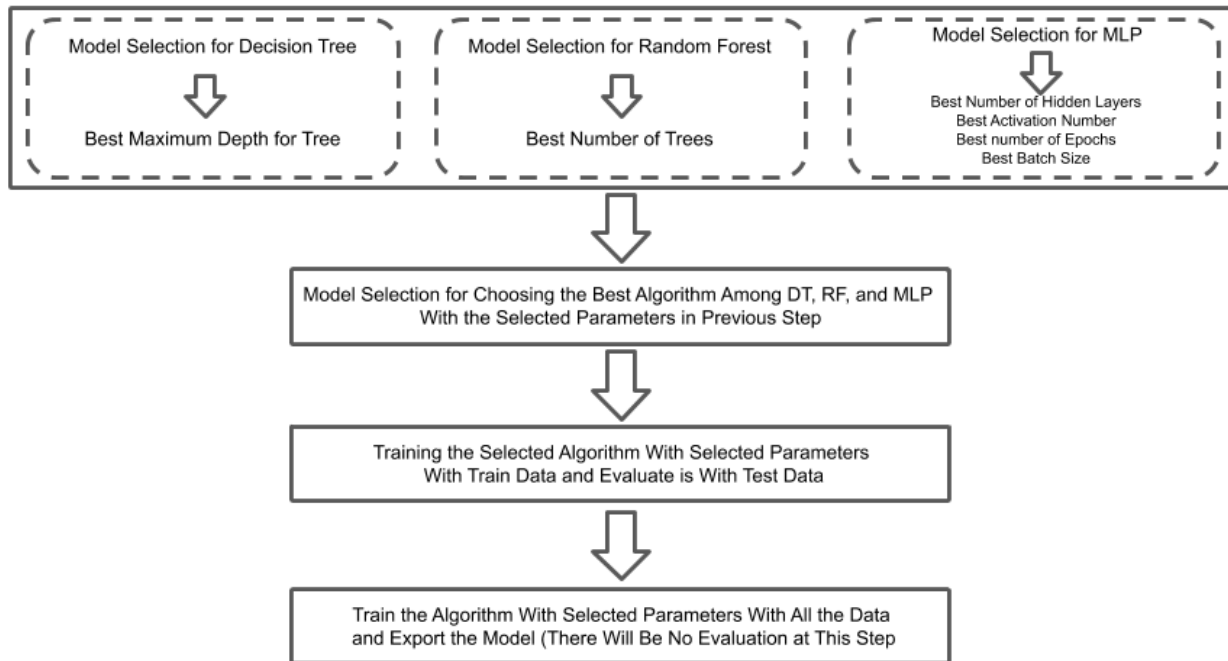 Model Selection for Decision Tree
Best Maximum Depth for Tree
Model Selection for Random Forest
Best Number of Trees
Model Selection for MLP
Best Number of Hidden Layers
Best Activation Number
Best number of Epochs
Best Batch Size
Model Selection for Choosing the Best Algorithm Among DT, RF, and MLP
With the Selected Parameters in Previous Step
Training the Selected Algorithm With Selected Parameters
With Train Data and Evaluate is With Test Data
Train the Algorithm With Selected Parameters With All the Data
and Export the Model (There Will Be No Evaluation at This Step